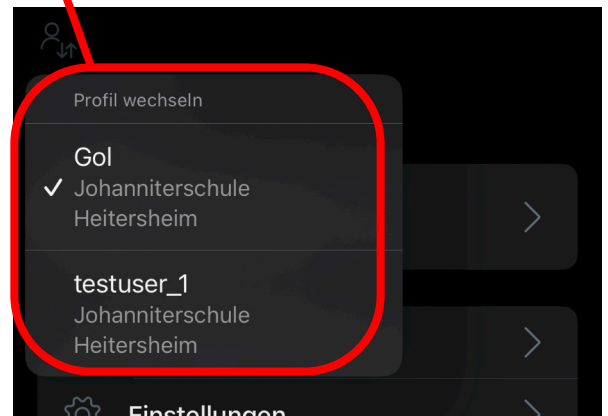 Profil wechseln
Gol
Johanniterschule
Heitersheim
testuser_1
Johanniterschule
Heitersheim
Einstellungen